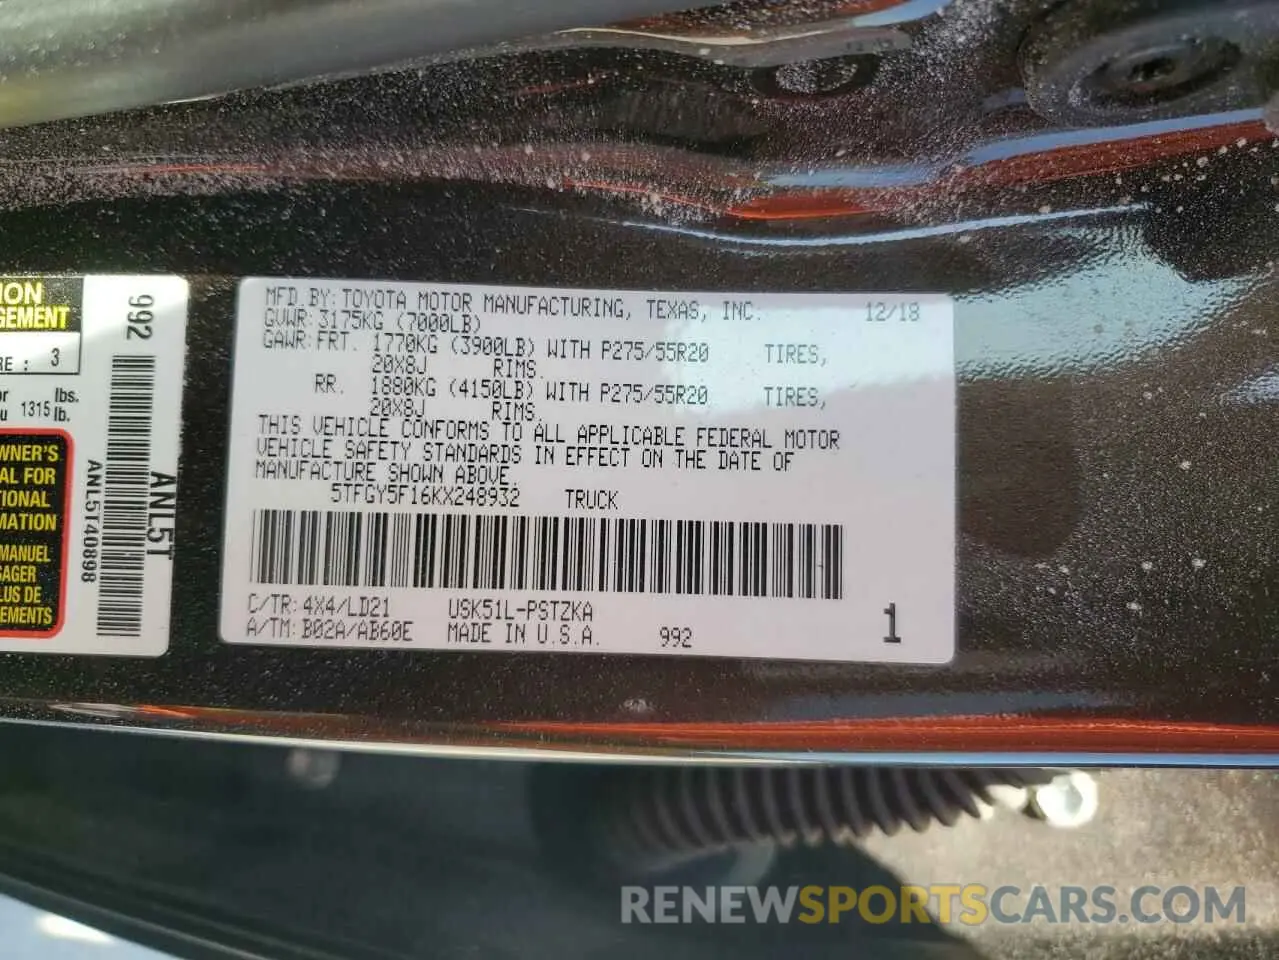 ION
GEMENT
RE : 3
or lbs.
u 1315 lb.
WNER'S
AL FOR
TIONAL
MATION
MANUEL
SAGER
LUS DE
EMENTS
992
ANL5T
ANL5T40898
MFD.BY:TOYOTA MOTOR MANUFACTURING, TEXAS, INC. 12/18
GVWR:3175KG (7000LB)
GAWR:FRT. 1770KG (3900LB) WITH P275/55R20 TIRES,
20X8J RIMS.
RR. 1880KG (4150LB) WITH P275/55R20 TIRES,
20X8J RIMS.
THIS VEHICLE CONFORMS TO ALL APPLICABLE FEDERAL MOTOR
VEHICLE SAFETY STANDARDS IN EFFECT ON THE DATE OF
MANUFACTURE SHOWN ABOVE.
5TFGY5F16KX248932 TRUCK
C/TR:4X4/LD21 USK51L-PSTZKA
A/TM:B02A/AB60E MADE IN U.S.A. 992 1
RENEWSPORTSCARS.COM